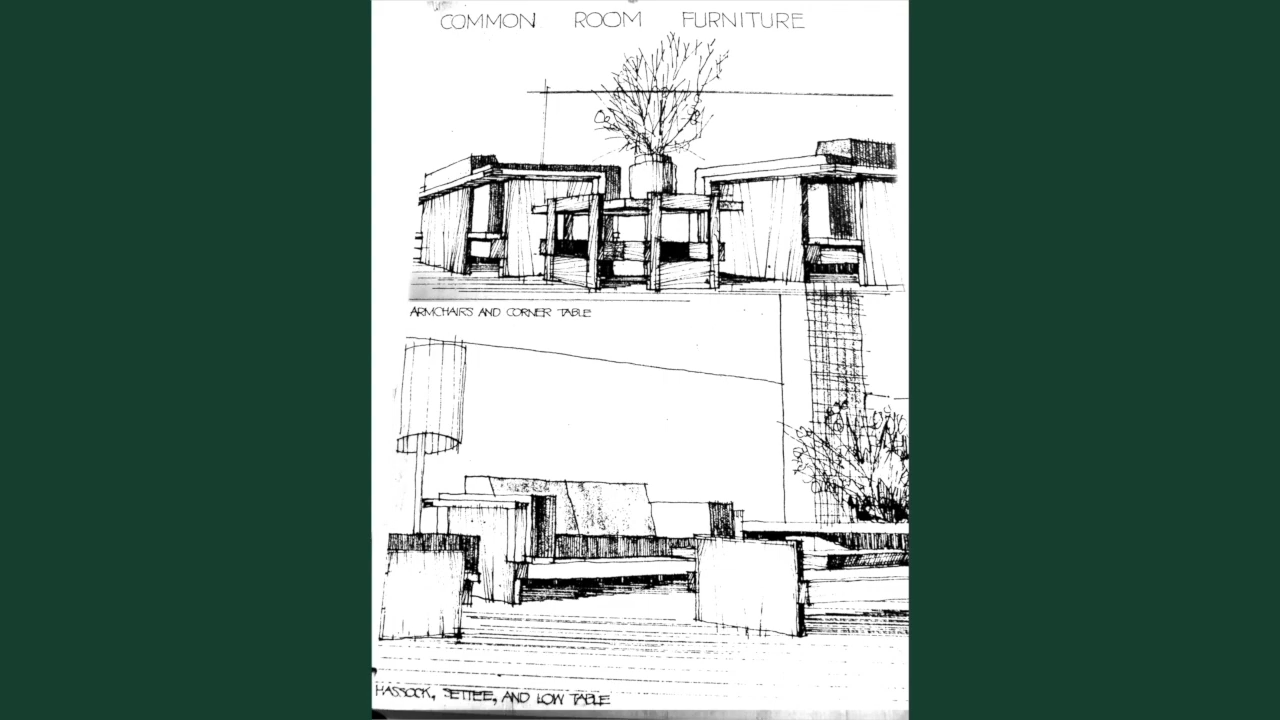 COMMON ROOM FURNITURE
ARMCHAIRS AND CORNER TABLE
HASSOCK, SETTEE, AND LOW TABLE